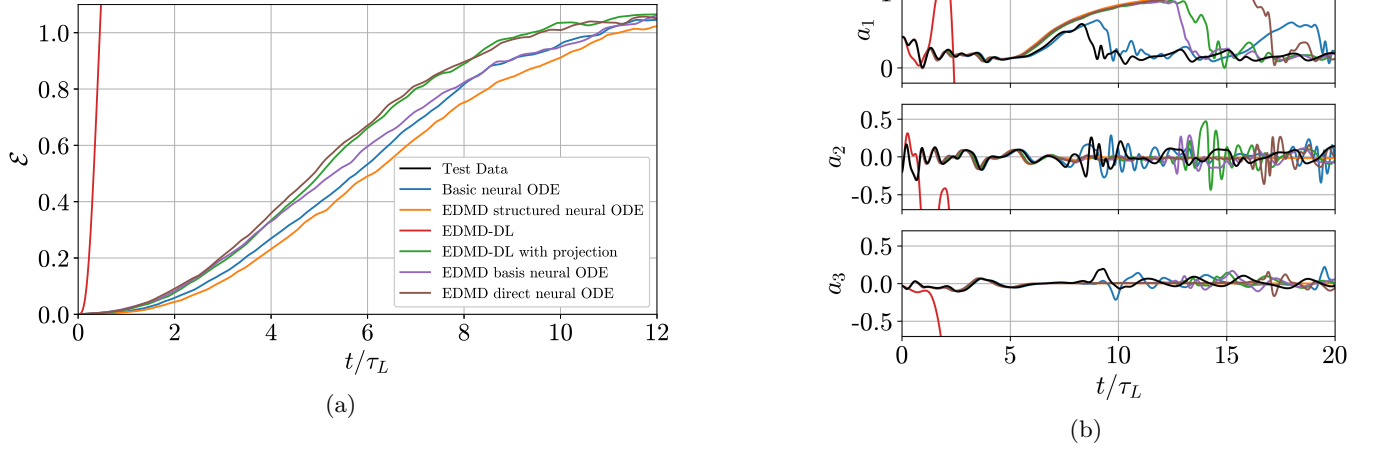 1.0
0.8
0.6
0.4
0.2
0.0
ℰ
Test Data
Basic neural ODE
EDMD structured neural ODE
EDMD-DL
EDMD-DL with projection
EDMD basis neural ODE
EDMD direct neural ODE
0 2 4 6 8 10 12
t/τ_L
(a)
a₁
0
a₂
0.5
0.0
-0.5
a₃
0.5
0.0
-0.5
0 5 10 15 20
t/τ_L
(b)